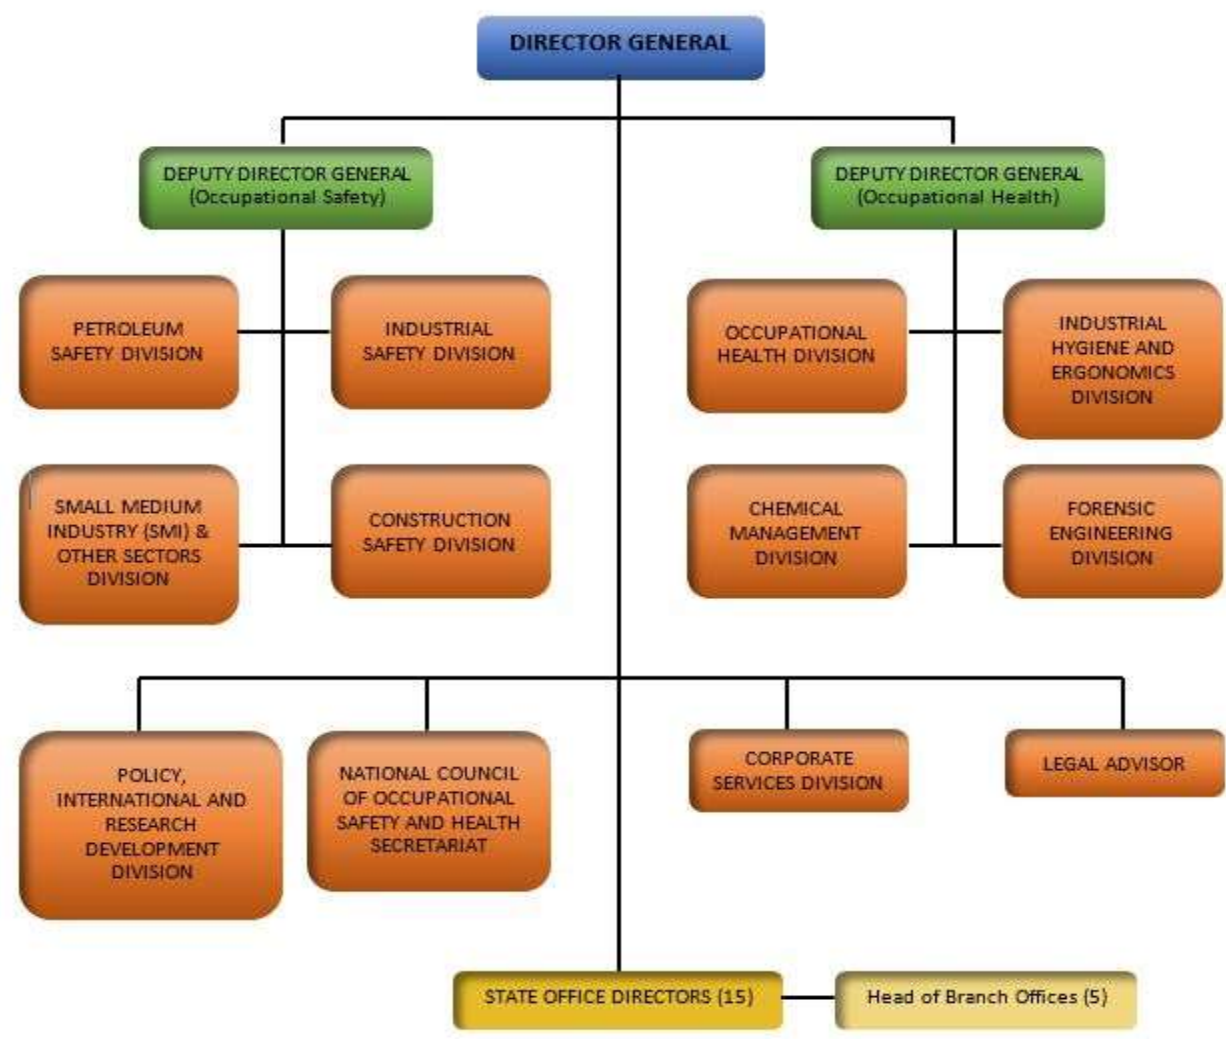 DIRECTOR GENERAL
DEPUTY DIRECTOR GENERAL
(Occupational Safety)
DEPUTY DIRECTOR GENERAL
(Occupational Health)
PETROLEUM
SAFETY DIVISION
INDUSTRIAL
SAFETY DIVISION
OCCUPATIONAL
HEALTH DIVISION
INDUSTRIAL
HYGIENE AND
ERGONOMICS
DIVISION
SMALL MEDIUM
INDUSTRY (SMI) &
OTHER SECTORS
DIVISION
CONSTRUCTION
SAFETY DIVISION
CHEMICAL
MANAGEMENT
DIVISION
FORENSIC
ENGINEERING
DIVISION
POLICY,
INTERNATIONAL AND
RESEARCH
DEVELOPMENT
DIVISION
NATIONAL COUNCIL
OF OCCUPATIONAL
SAFETY AND HEALTH
SECRETARIAT
CORPORATE
SERVICES DIVISION
LEGAL ADVISOR
STATE OFFICE DIRECTORS (15)
Head of Branch Offices (5)